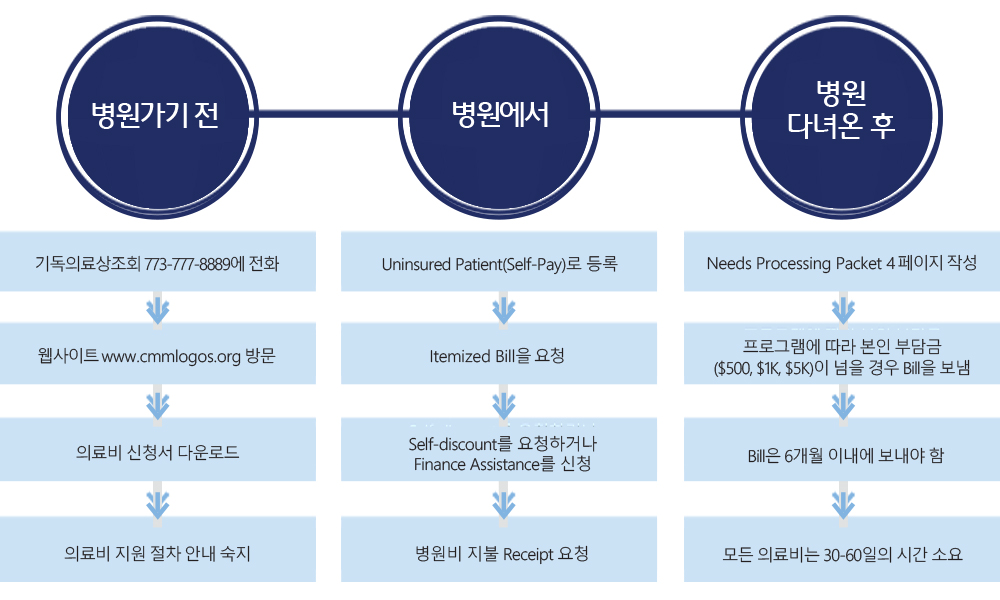 병원가기 전
기독의료상조회 773-777-8889에 전화
웹사이트 www.cmmlogos.org 방문
의료비 신청서 다운로드
의료비 지원 절차 안내 숙지
병원에서
Uninsured Patient(Self-Pay)로 등록
Itemized Bill을 요청
Self-discount를 요청하거나
Finance Assistance를 신청
병원비 지불 Receipt 요청
병원
다녀온 후
Needs Processing Packet 4 페이지 작성
프로그램에 따라 본인 부담금
($500, $1K, $5K)이 넘을 경우 Bill을 보냄
Bill은 6개월 이내에 보내야 함
모든 의료비는 30-60일의 시간 소요